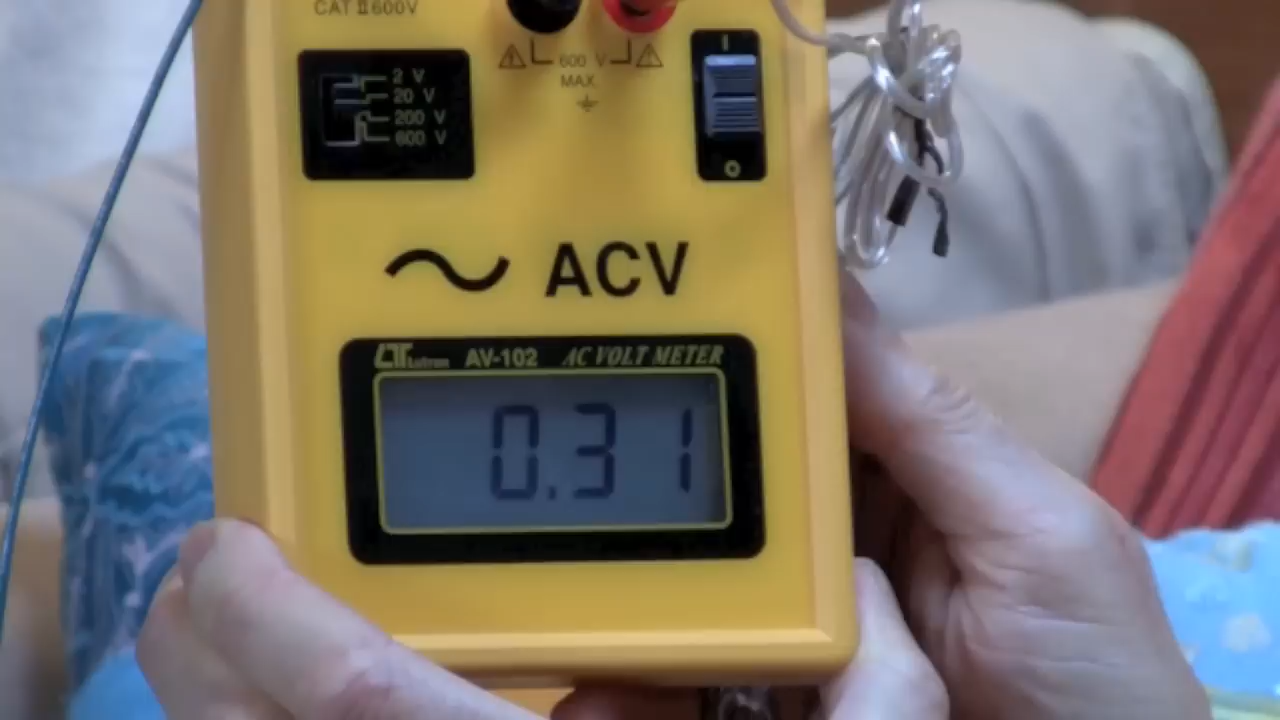 CAT II 600V
600 V
MAX.
2 V
20 V
200 V
600 V
I
O
ACV
LT Lutron AV-102 AC VOLT METER
0.31